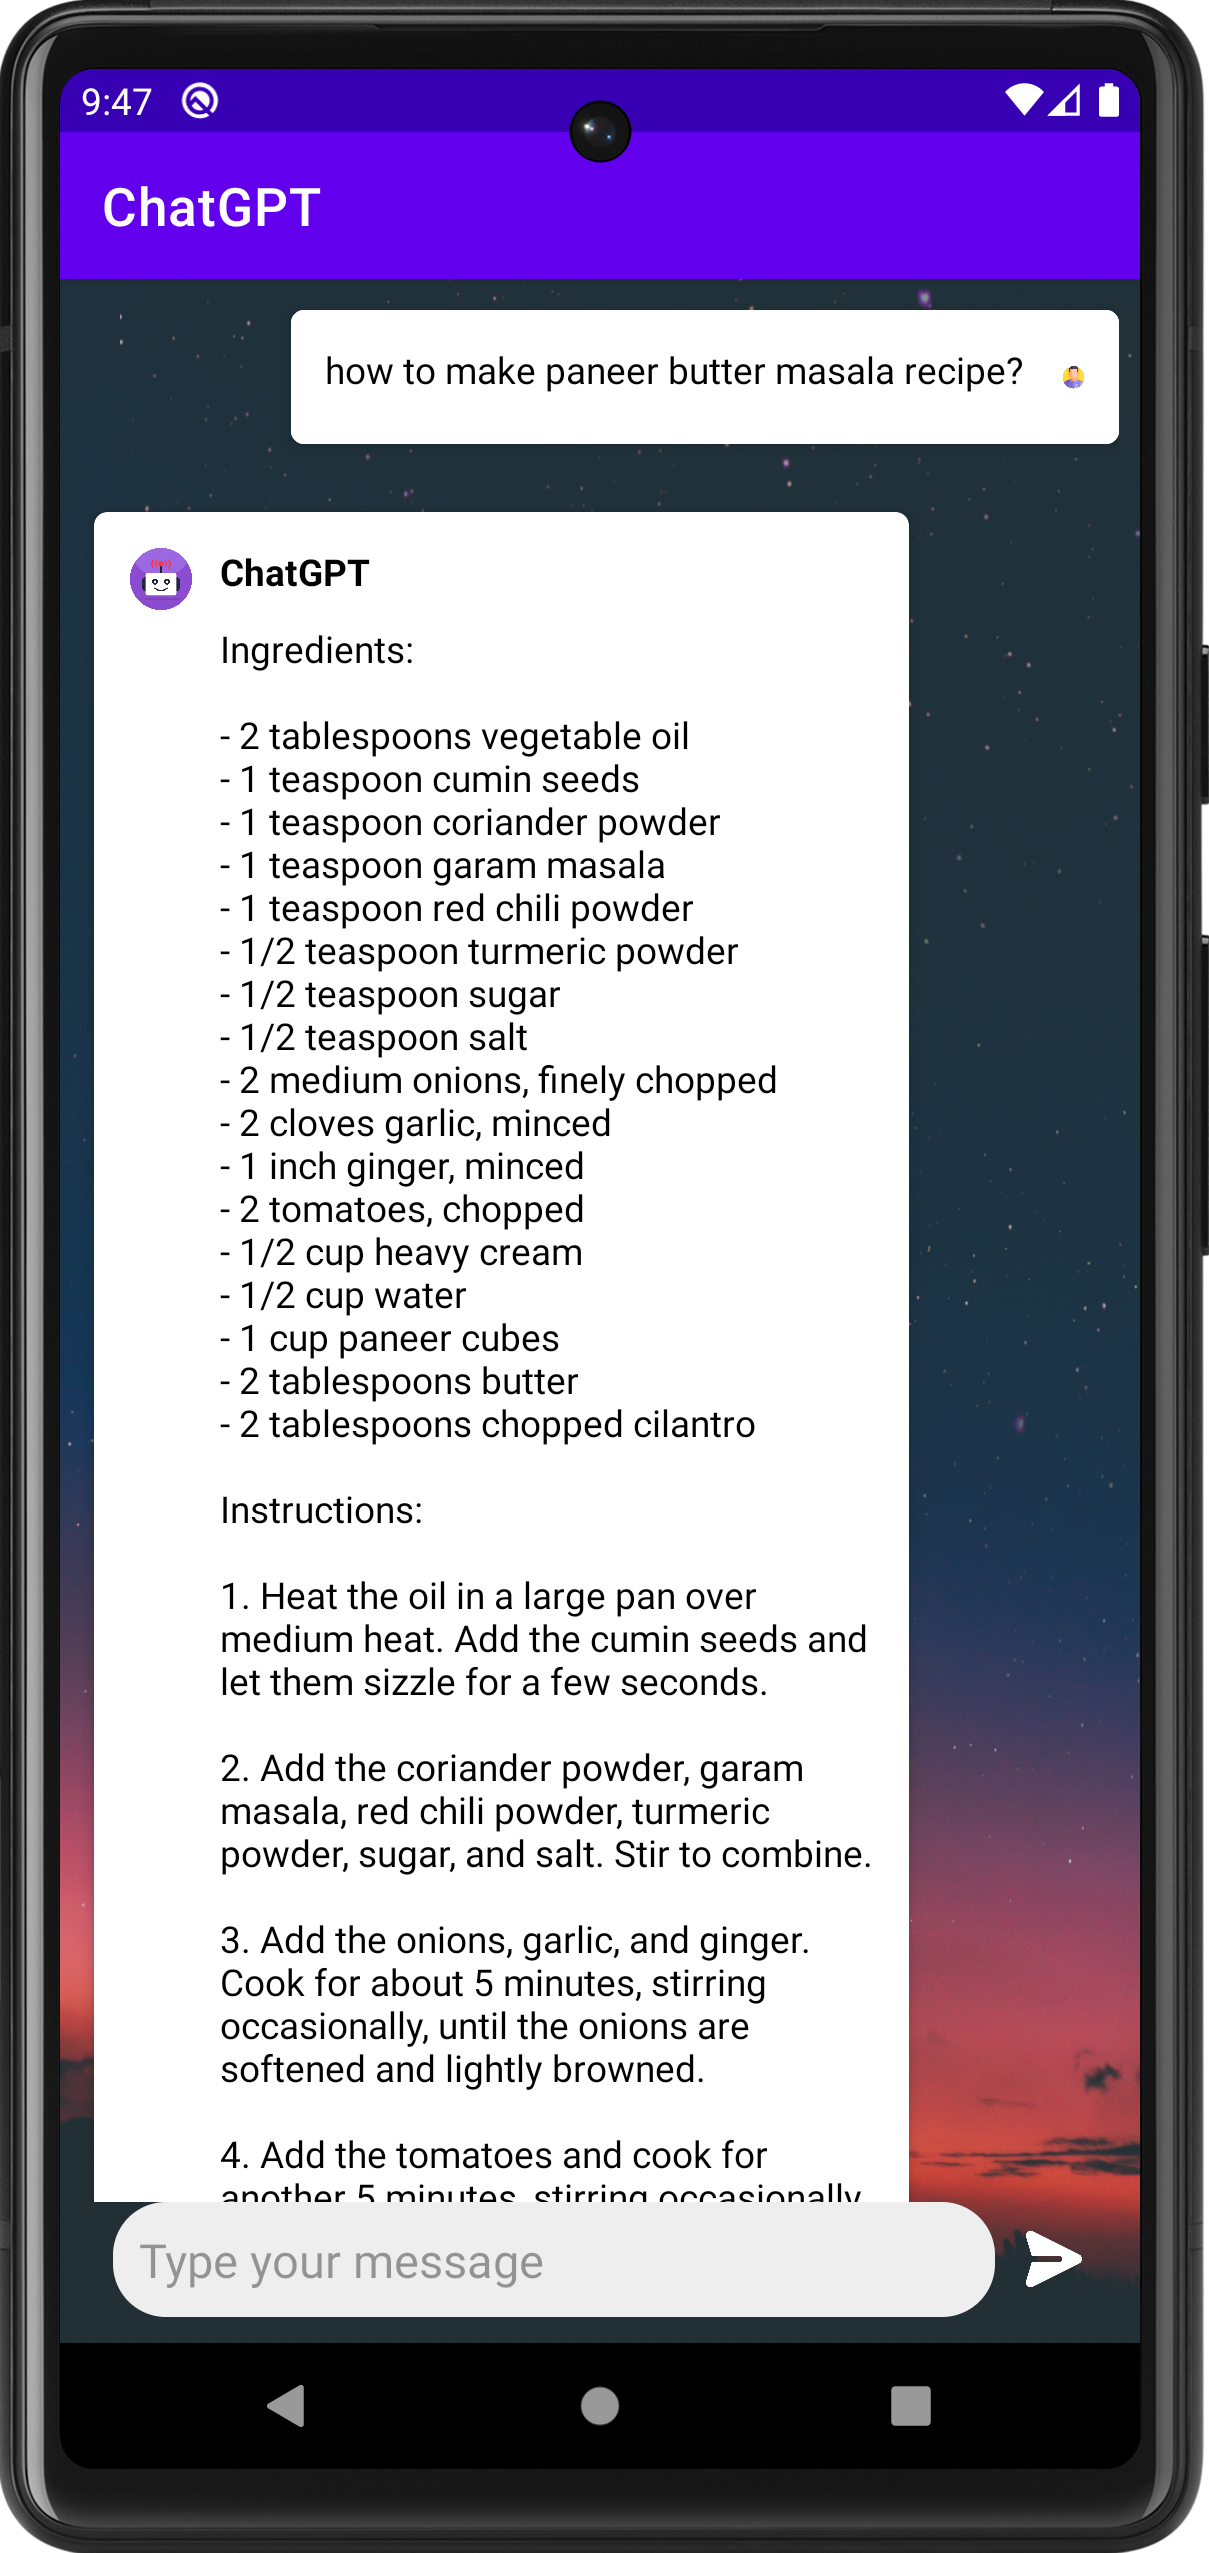 9:47
ChatGPT
how to make paneer butter masala recipe?
ChatGPT
Ingredients:
- 2 tablespoons vegetable oil
- 1 teaspoon cumin seeds
- 1 teaspoon coriander powder
- 1 teaspoon garam masala
- 1 teaspoon red chili powder
- 1/2 teaspoon turmeric powder
- 1/2 teaspoon sugar
- 1/2 teaspoon salt
- 2 medium onions, finely chopped
- 2 cloves garlic, minced
- 1 inch ginger, minced
- 2 tomatoes, chopped
- 1/2 cup heavy cream
- 1/2 cup water
- 1 cup paneer cubes
- 2 tablespoons butter
- 2 tablespoons chopped cilantro
Instructions:
1. Heat the oil in a large pan over
medium heat. Add the cumin seeds and
let them sizzle for a few seconds.
2. Add the coriander powder, garam
masala, red chili powder, turmeric
powder, sugar, and salt. Stir to combine.
3. Add the onions, garlic, and ginger.
Cook for about 5 minutes, stirring
occasionally, until the onions are
softened and lightly browned.
4. Add the tomatoes and cook for
another 5 minutes, stirring occasionally
Type your message